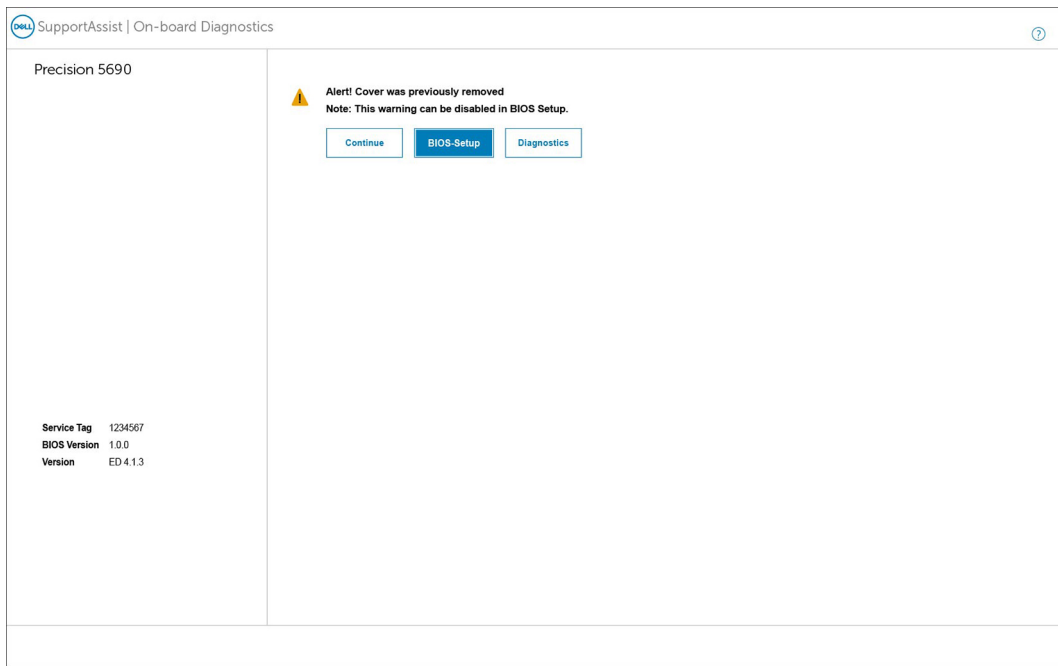 DELL SupportAssist | On-board Diagnostics
?
Precision 5690
Alert! Cover was previously removed
Note: This warning can be disabled in BIOS Setup.
Continue BIOS-Setup Diagnostics
Service Tag 1234567
BIOS Version 1.0.0
Version ED 4.1.3